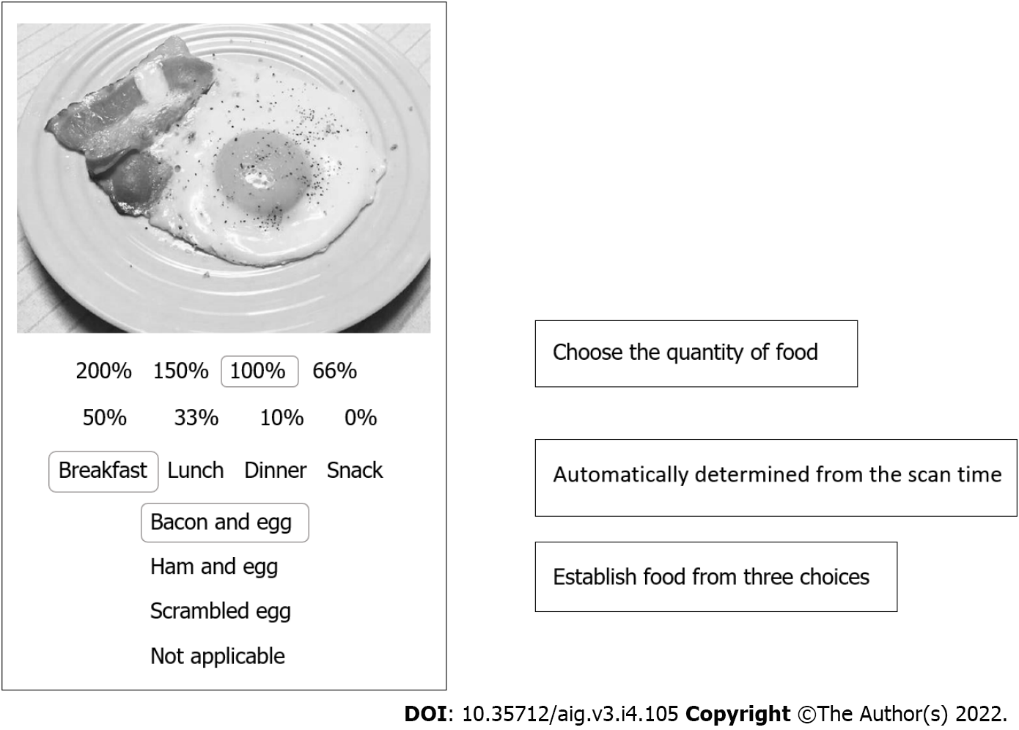 200% 150% 100% 66%
50% 33% 10% 0%
Breakfast Lunch Dinner Snack
Bacon and egg
Ham and egg
Scrambled egg
Not applicable
Choose the quantity of food
Automatically determined from the scan time
Establish food from three choices
DOI: 10.35712/aig.v3.i4.105 Copyright ©The Author(s) 2022.